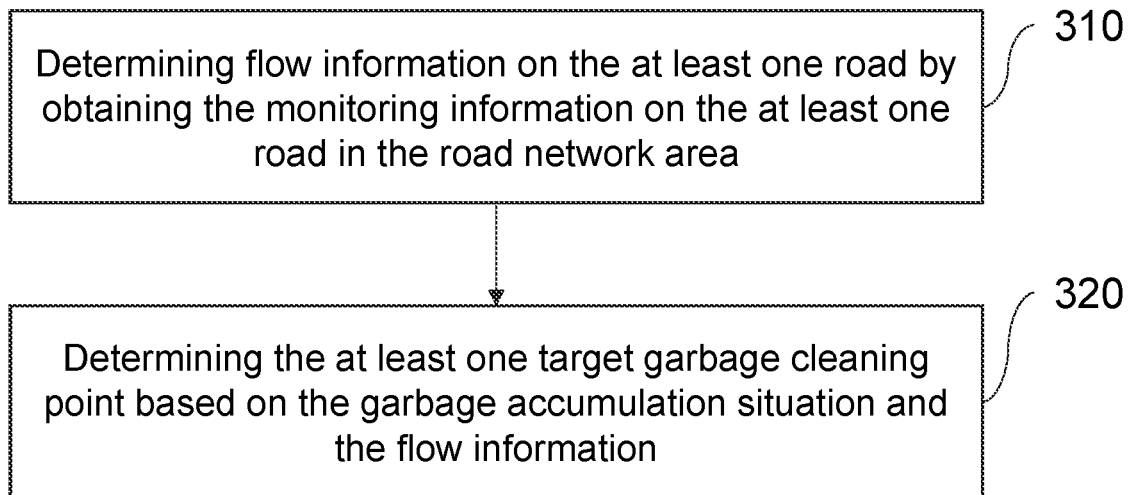 310
Determining flow information on the at least one road by
obtaining the monitoring information on the at least one
road in the road network area
320
Determining the at least one target garbage cleaning
point based on the garbage accumulation situation and
the flow information